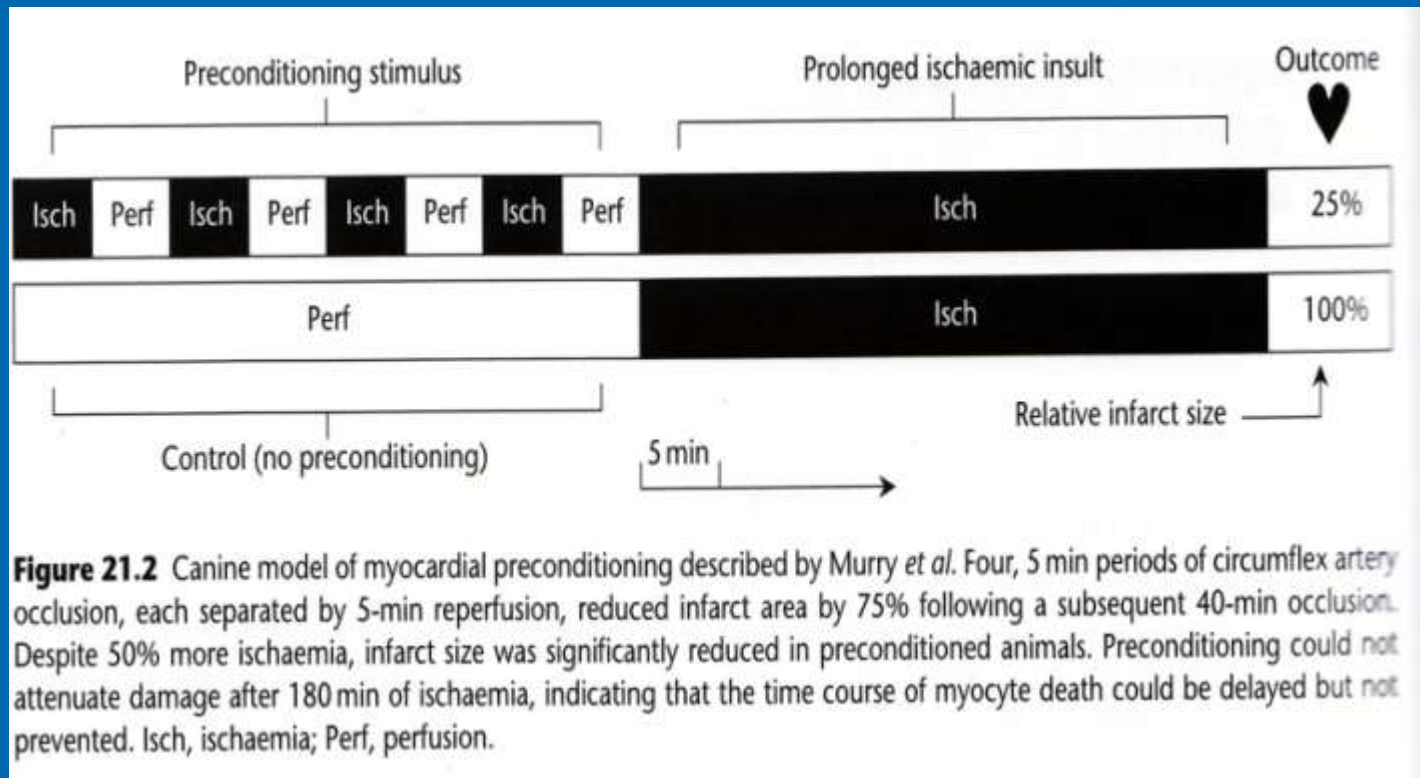 Preconditioning stimulus
Prolonged ischaemic insult
Outcome
Isch Perf Isch Perf Isch Perf Isch Perf Isch 25%
Perf Isch 100%
Relative infarct size
Control (no preconditioning)
5 min
Figure 21.2 Canine model of myocardial preconditioning described by Murry et al. Four, 5 min periods of circumflex artery
occlusion, each separated by 5-min reperfusion, reduced infarct area by 75% following a subsequent 40-min occlusion.
Despite 50% more ischaemia, infarct size was significantly reduced in preconditioned animals. Preconditioning could not
attenuate damage after 180 min of ischaemia, indicating that the time course of myocyte death could be delayed but not
prevented. Isch, ischaemia; Perf, perfusion.